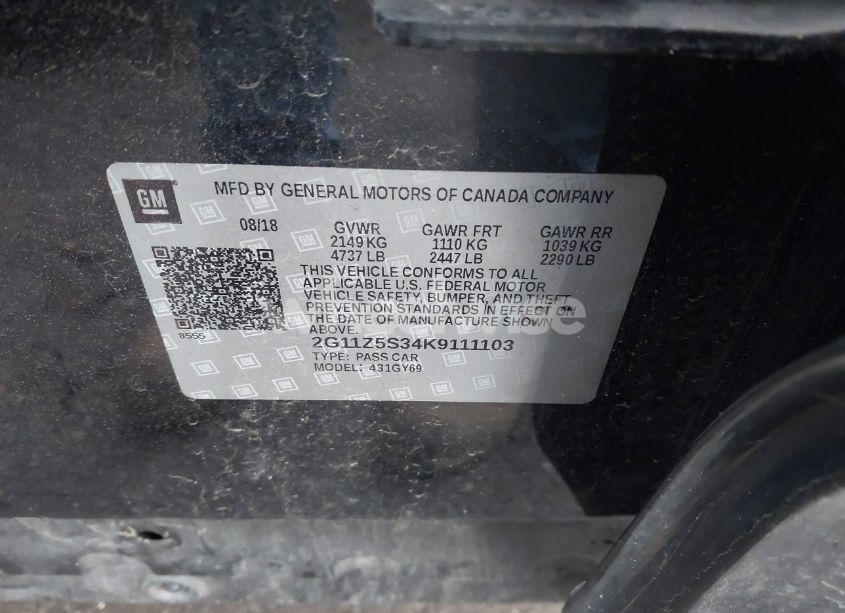 GM
MFD BY GENERAL MOTORS OF CANADA COMPANY
08/18 GVWR GAWR FRT GAWR RR
2149 KG 1110 KG 1039 KG
4737 LB 2447 LB 2290 LB
THIS VEHICLE CONFORMS TO ALL
APPLICABLE U.S. FEDERAL MOTOR
VEHICLE SAFETY, BUMPER, AND THEFT
PREVENTION STANDARDS IN EFFECT ON
THE DATE OF MANUFACTURE SHOWN
ABOVE.
8555
2G11Z5S34K9111103
TYPE: PASS CAR
MODEL: 431GY69